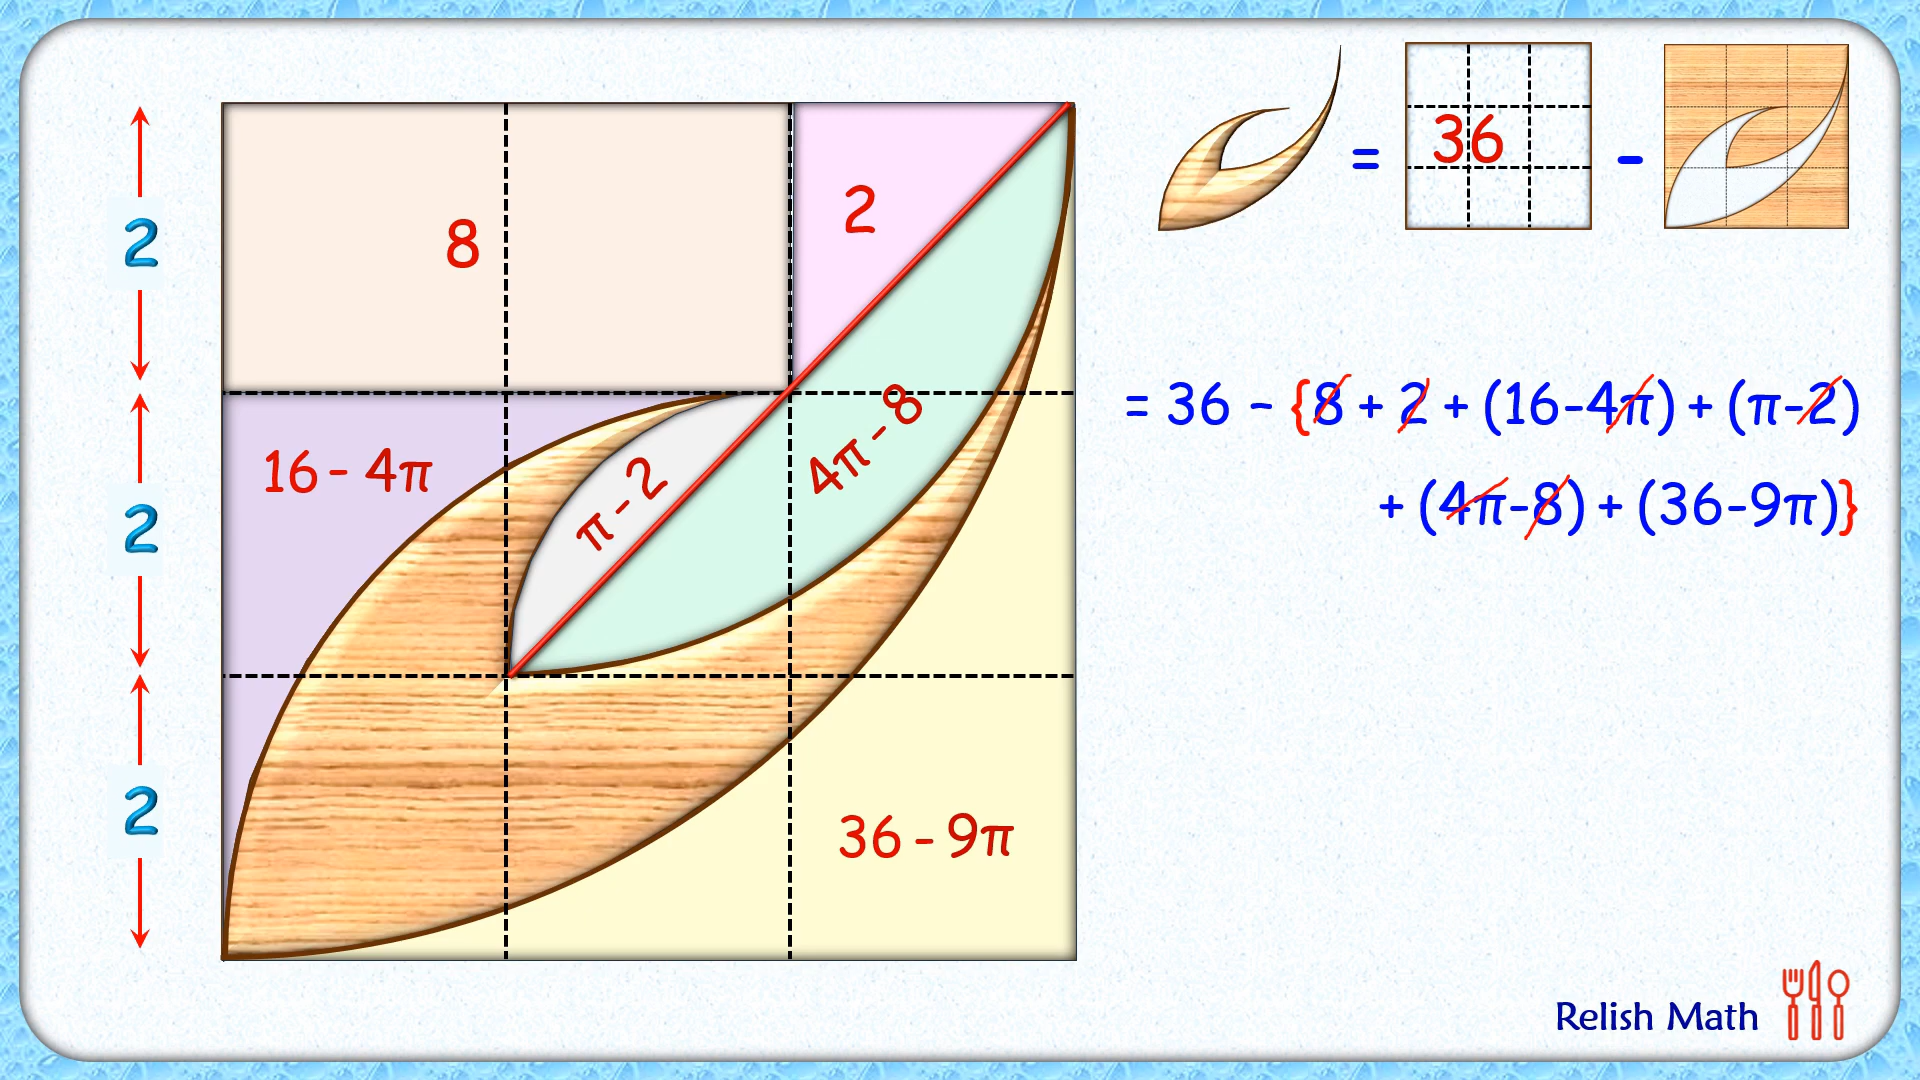 2
2
2
8
2
16 - 4π
π - 2
4π - 8
36 - 9π
= 36 -
= 36 - {8 + 2 + (16-4π) + (π-2)
+ (4π-8) + (36-9π)}
Relish Math